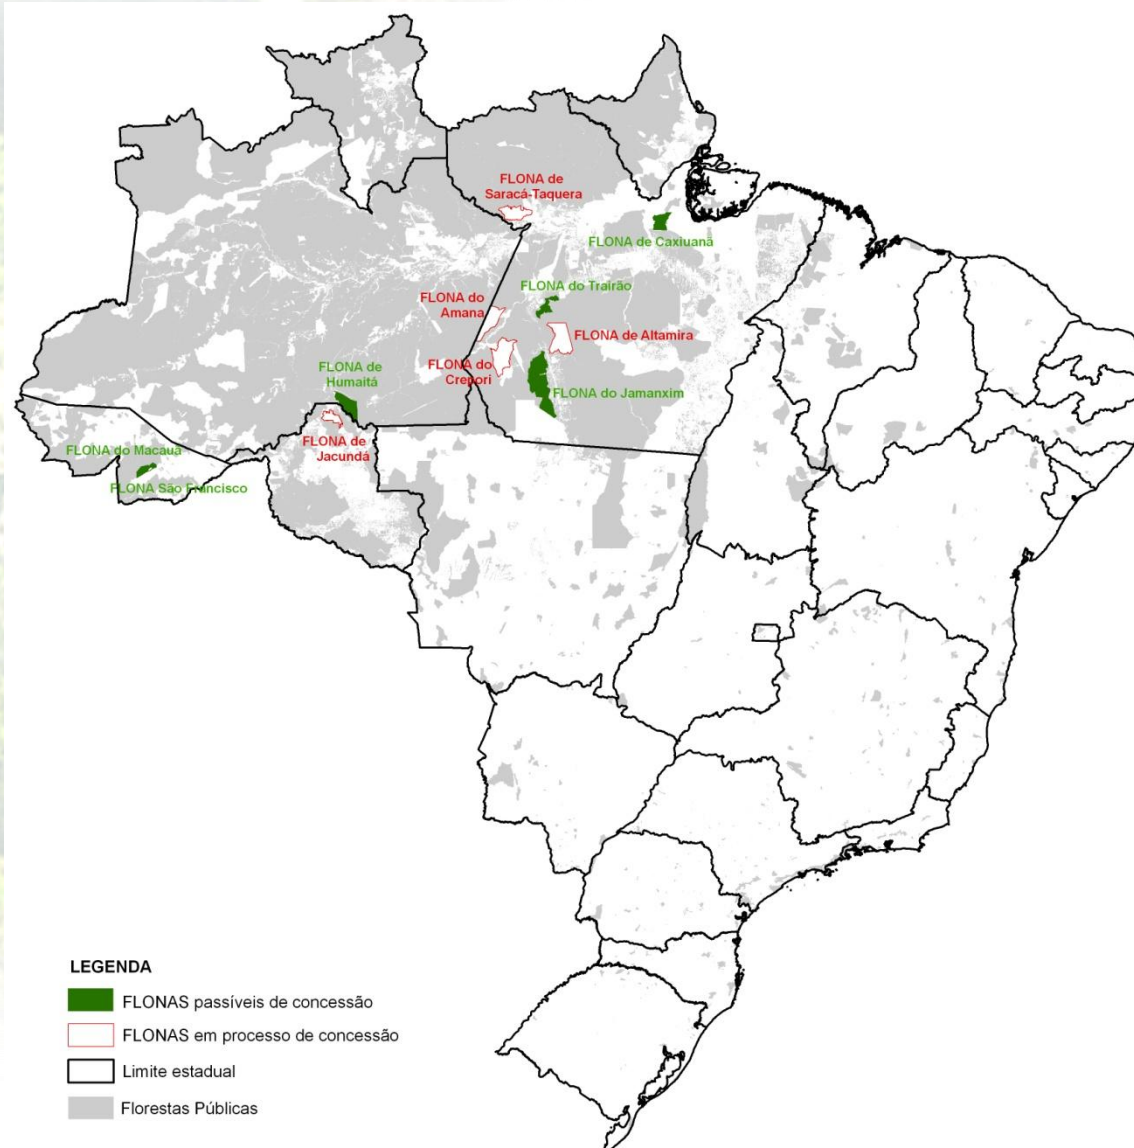 FLONA de
Saracá-Taquera
FLONA de Caxiuanã
FLONA do Trairão
FLONA do
Amana
FLONA de Altamira
FLONA do
Crepori
FLONA do Jamanxim
FLONA de
Humaitá
FLONA de
Jacundá
FLONA do Macauã
FLONA São Francisco
LEGENDA
FLONAS passíveis de concessão
FLONAS em processo de concessão
Limite estadual
Florestas Públicas